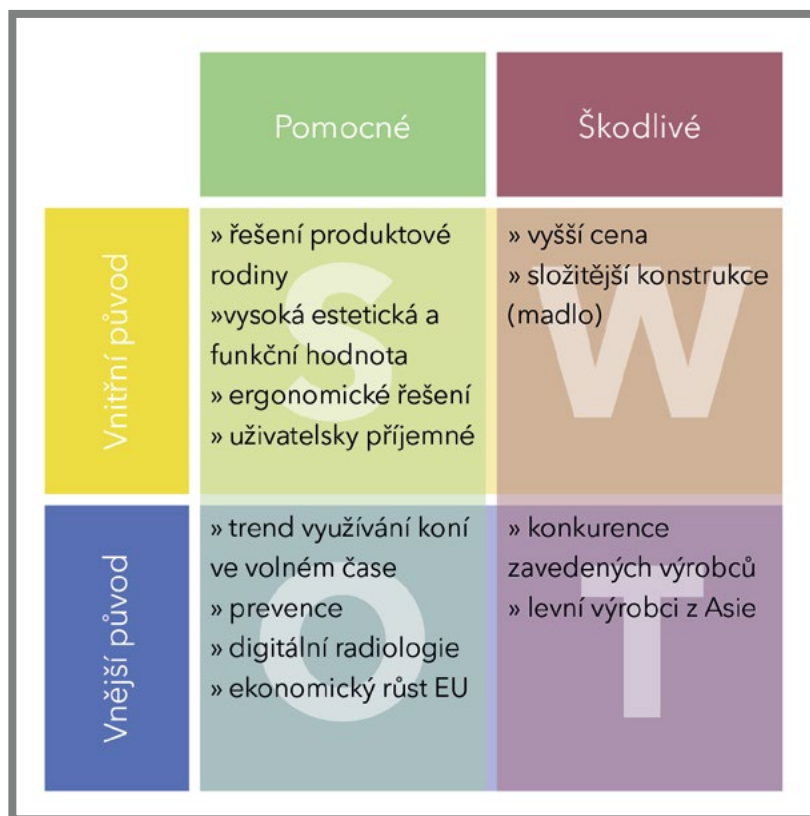 Pomocné
Škodlivé
Vnitřní původ
» řešení produktové
rodiny
»vysoká estetická a
funkční hodnota
» ergonomické řešení
» uživatelsky příjemné
S
» vyšší cena
» složitější konstrukce
(madlo)
W
Vnější původ
» trend využívání koní
ve volném čase
» prevence
» digitální radiologie
» ekonomický růst EU
O
» konkurence
zavedených výrobců
» levní výrobci z Asie
T